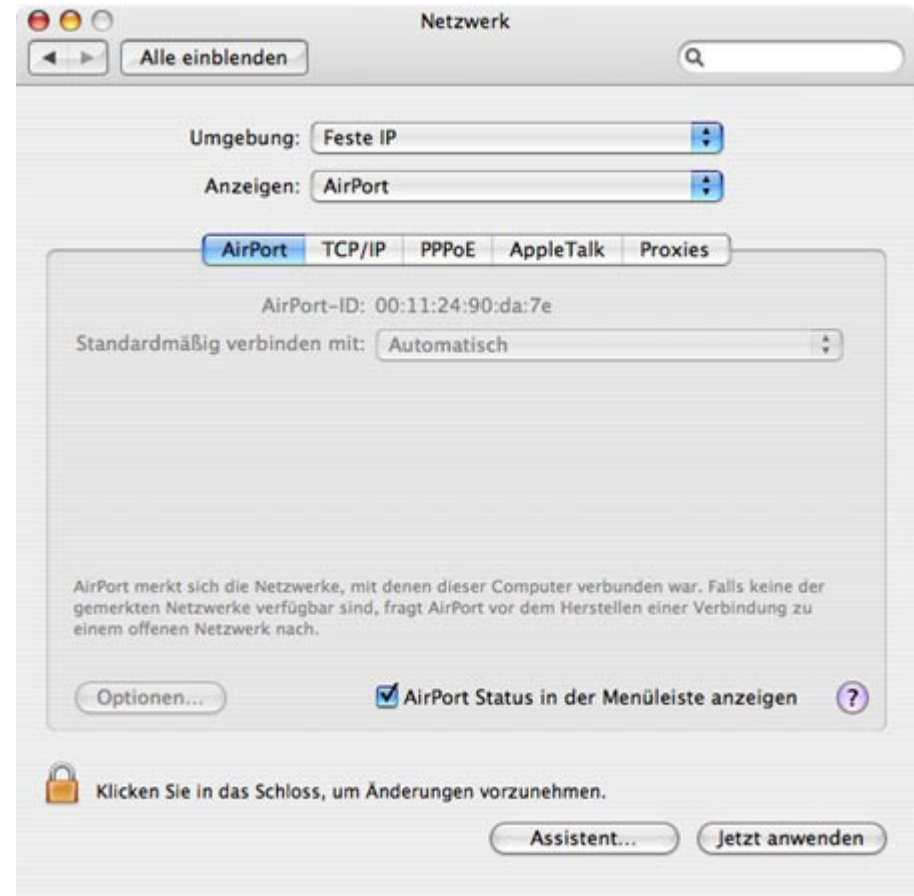 Netzwerk
Alle einblenden
Umgebung: Feste IP
Anzeigen: AirPort
AirPort TCP/IP PPPoE AppleTalk Proxies
AirPort-ID: 00:11:24:90:da:7e
Standardmäßig verbinden mit: Automatisch
AirPort merkt sich die Netzwerke, mit denen dieser Computer verbunden war. Falls keine der
gemerkten Netzwerke verfügbar sind, fragt AirPort vor dem Herstellen einer Verbindung zu
einem offenen Netzwerk nach.
Optionen... AirPort Status in der Menüleiste anzeigen ?
Klicken Sie in das Schloss, um Änderungen vorzunehmen.
Assistent... Jetzt anwenden